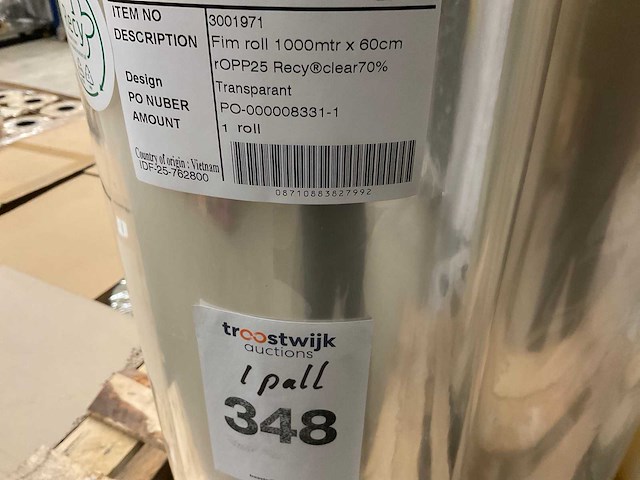 ITEM NO 3001971
DESCRIPTION Fim roll 1000mtr x 60cm
rOPP25 Recy®clear70%
Design Transparant
PO NUBER PO-000008331-1
AMOUNT 1 roll
Country of origin : Vietnam
IDF-25-762800
08710883827992
troostwijk
auctions
1 pall
348